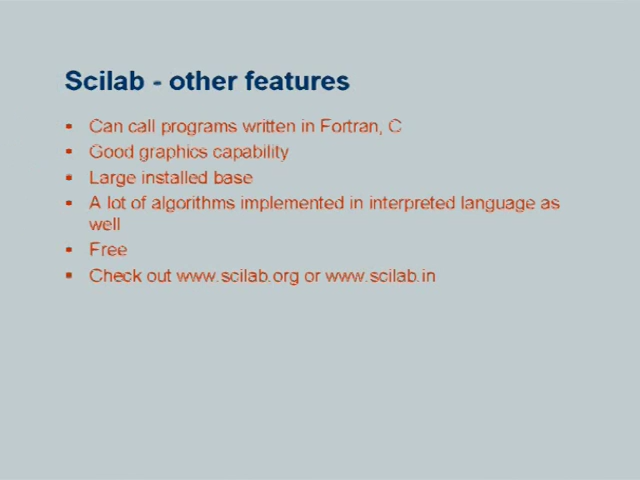 Scilab - other features
▪ Can call programs written in Fortran, C
▪ Good graphics capability
▪ Large installed base
▪ A lot of algorithms implemented in interpreted language as
well
▪ Free
▪ Check out www.scilab.org or www.scilab.in